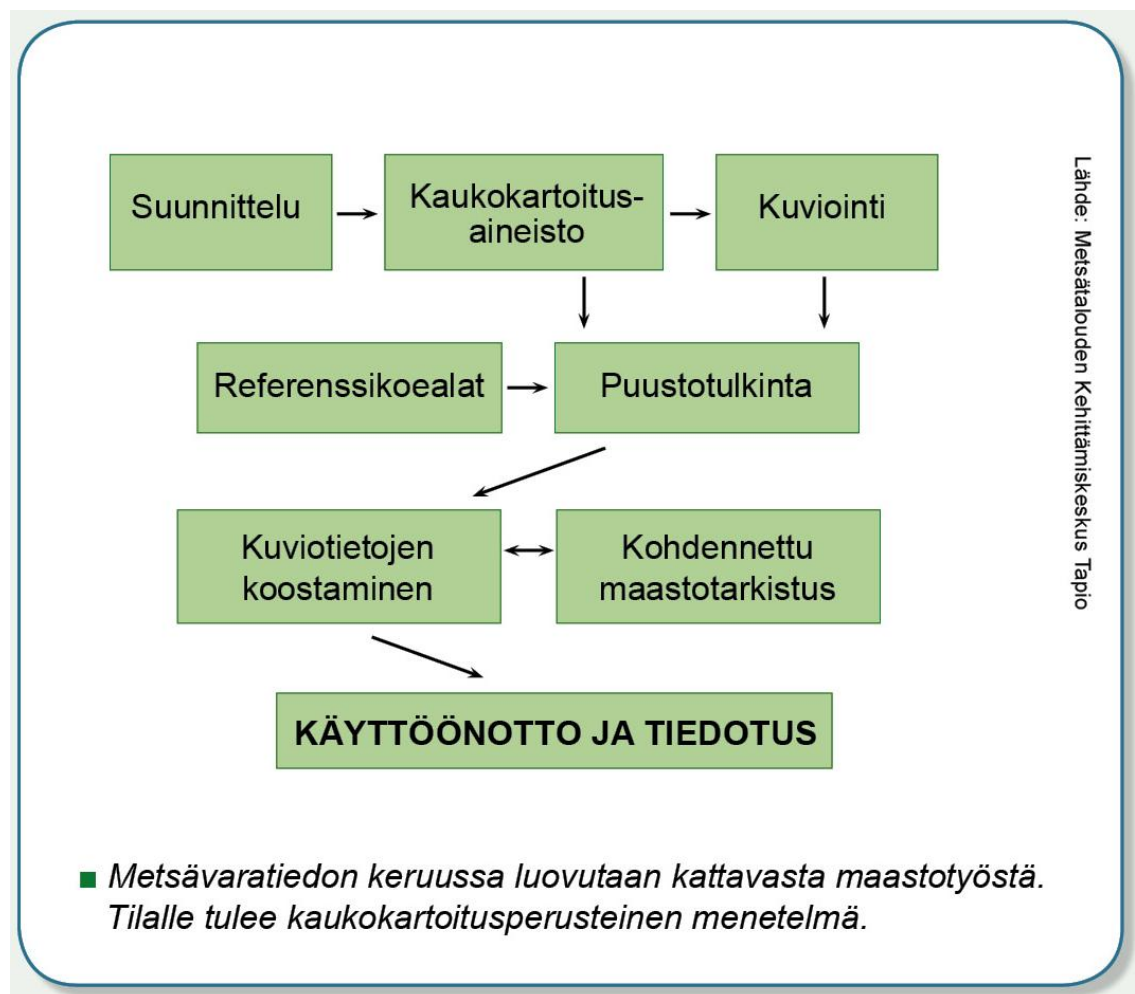 Suunnittelu
Kaukokartoitus-
aineisto
Kuviointi
Referenssikoealat
Puustotulkinta
Kuviotietojen
koostaminen
Kohdennettu
maastotarkistus
KÄYTTÖÖNOTTO JA TIEDOTUS
Lähde: Metsätalouden Kehittämiskeskus Tapio
Metsävaratiedon keruussa luovutaan kattavasta maastotyöstä.
Tilalle tulee kaukokartoitusperusteinen menetelmä.